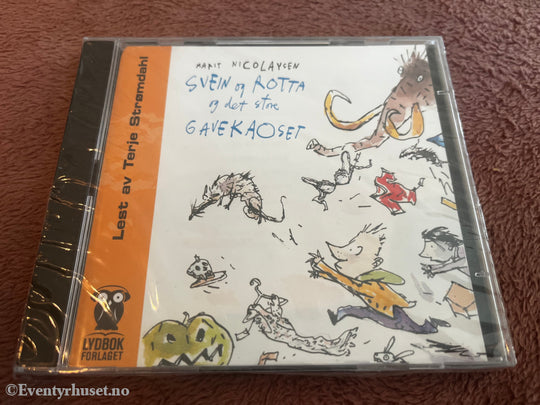 MARIT NICOLAYSEN
SVEIN og ROTTA
og det store
GAVEKAOSET
Lest av Terje Strømdahl
LYDBOK
FORLAGET
©Eventyrhuset.no